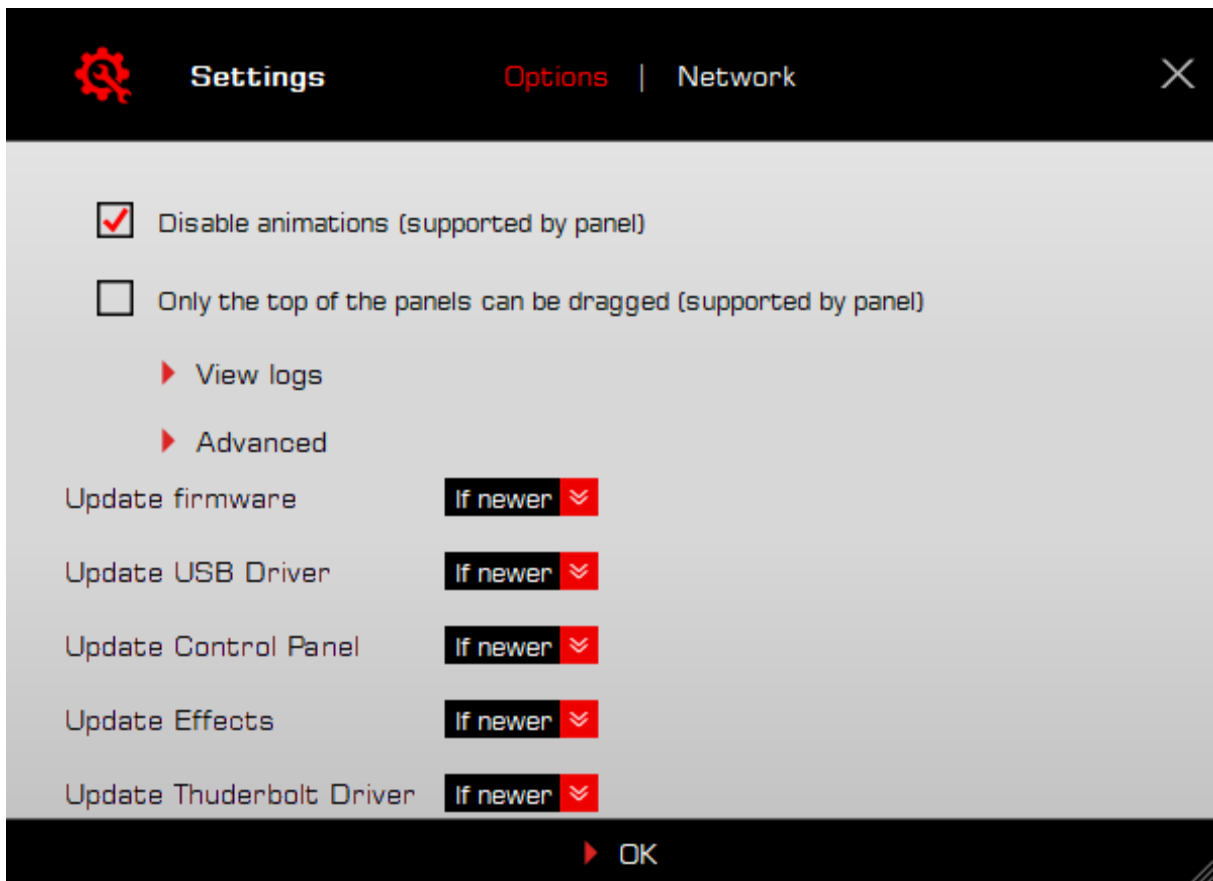 Settings Options | Network
Disable animations (supported by panel)
Only the top of the panels can be dragged (supported by panel)
View logs
Advanced
Update firmware If newer
Update USB Driver If newer
Update Control Panel If newer
Update Effects If newer
Update Thuderbolt Driver If newer
OK